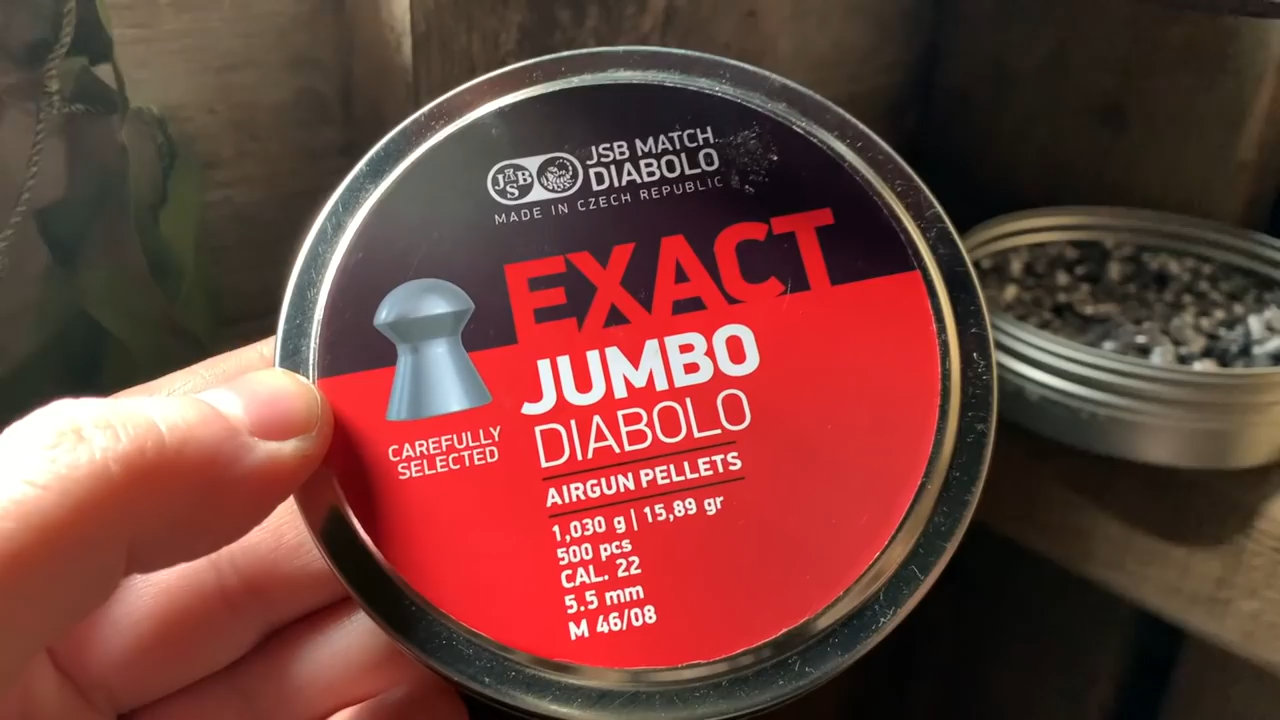 JSB
JSB MATCH
DIABOLO
MADE IN CZECH REPUBLIC
EXACT
JUMBO
DIABOLO
CAREFULLY
SELECTED
AIRGUN PELLETS
1,030 g | 15,89 gr
500 pcs
CAL. 22
5.5 mm
M 46/08